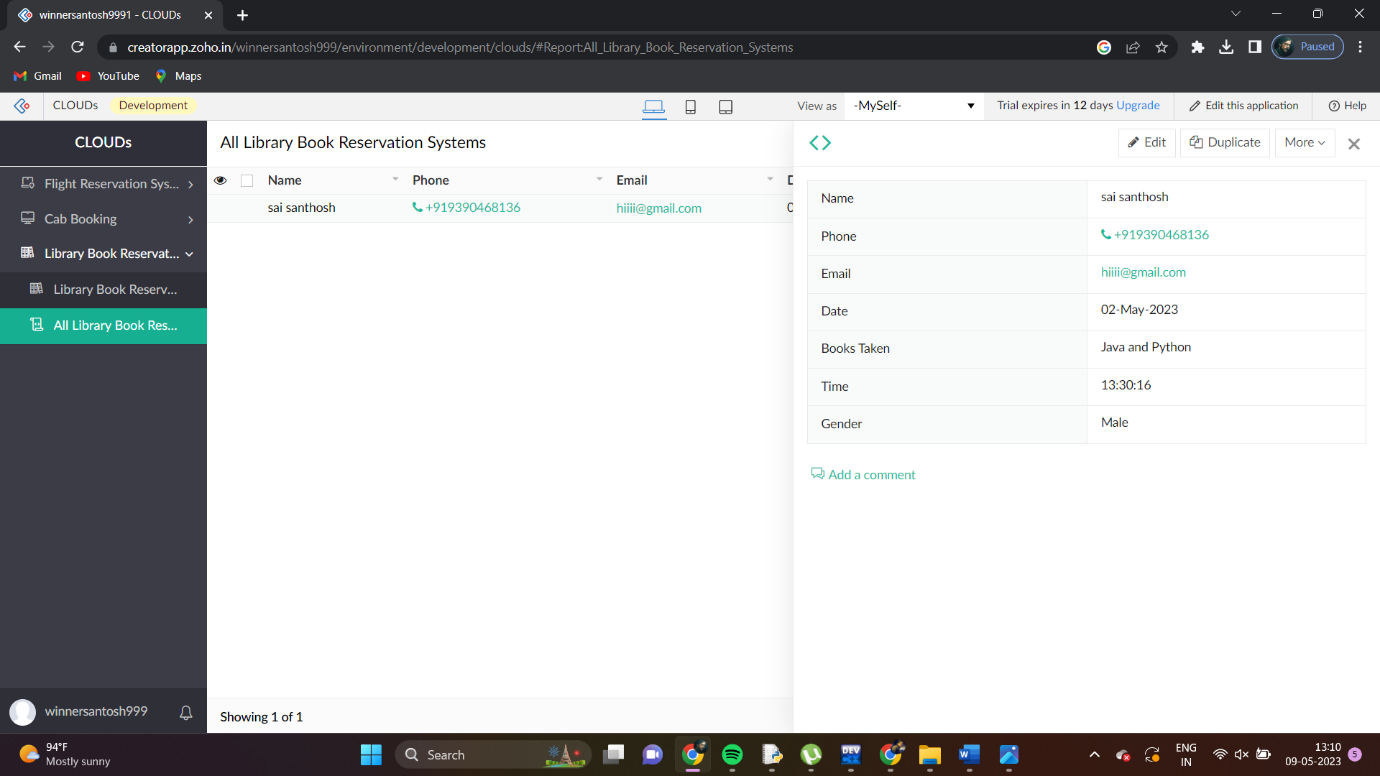 winnersantosh9991 - CLOUDs
creatorapp.zoho.in/winnersantosh999/environment/development/clouds/#Report:All_Library_Book_Reservation_Systems
Paused
Gmail YouTube Maps
CLOUDs Development View as -MySelf- Trial expires in 12 days Upgrade Edit this application Help
CLOUDs
Flight Reservation Sys...
Cab Booking
Library Book Reservat...
Library Book Reserv...
All Library Book Res...
winnersantosh999
All Library Book Reservation Systems
Name Phone Email
sai santhosh +919390468136 hiiii@gmail.com
Showing 1 of 1
Edit Duplicate More
Name sai santhosh
Phone +919390468136
Email hiiii@gmail.com
Date 02-May-2023
Books Taken Java and Python
Time 13:30:16
Gender Male
Add a comment
94°F
Mostly sunny
Search
DEV
ENG
IN
13:10
09-05-2023
5